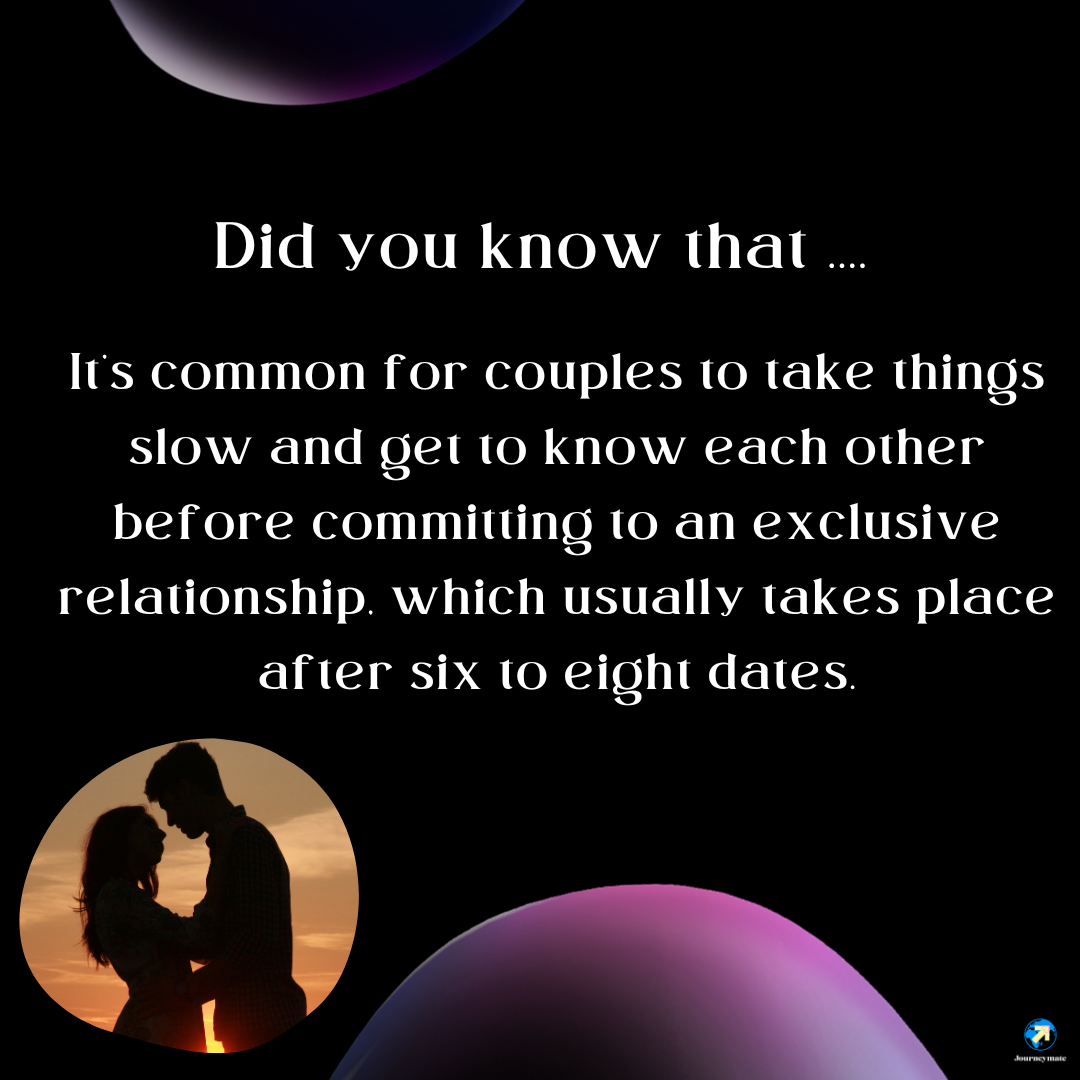 Did you know that ....
It's common for couples to take things
slow and get to know each other
before committing to an exclusive
relationship, which usually takes place
after six to eight dates.
Journeymate